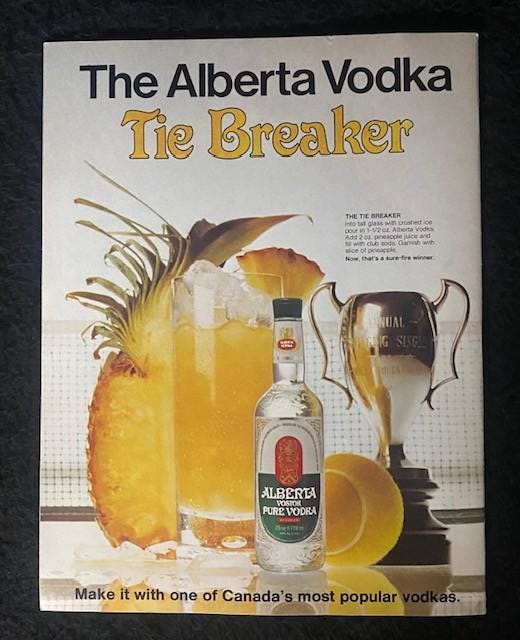 The Alberta Vodka
Tie Breaker
THE TIE BREAKER
Into tall glass with crushed ice
pour in 1-1/2 oz. Alberta Vodka.
Add 2 oz. pineapple juice and
fill with club soda. Garnish with
slice of pineapple.
Now, that's a sure-fire winner.
ANNUAL
ALBERTA
PURE VODKA
Make it with one of Canada's most popular vodkas.